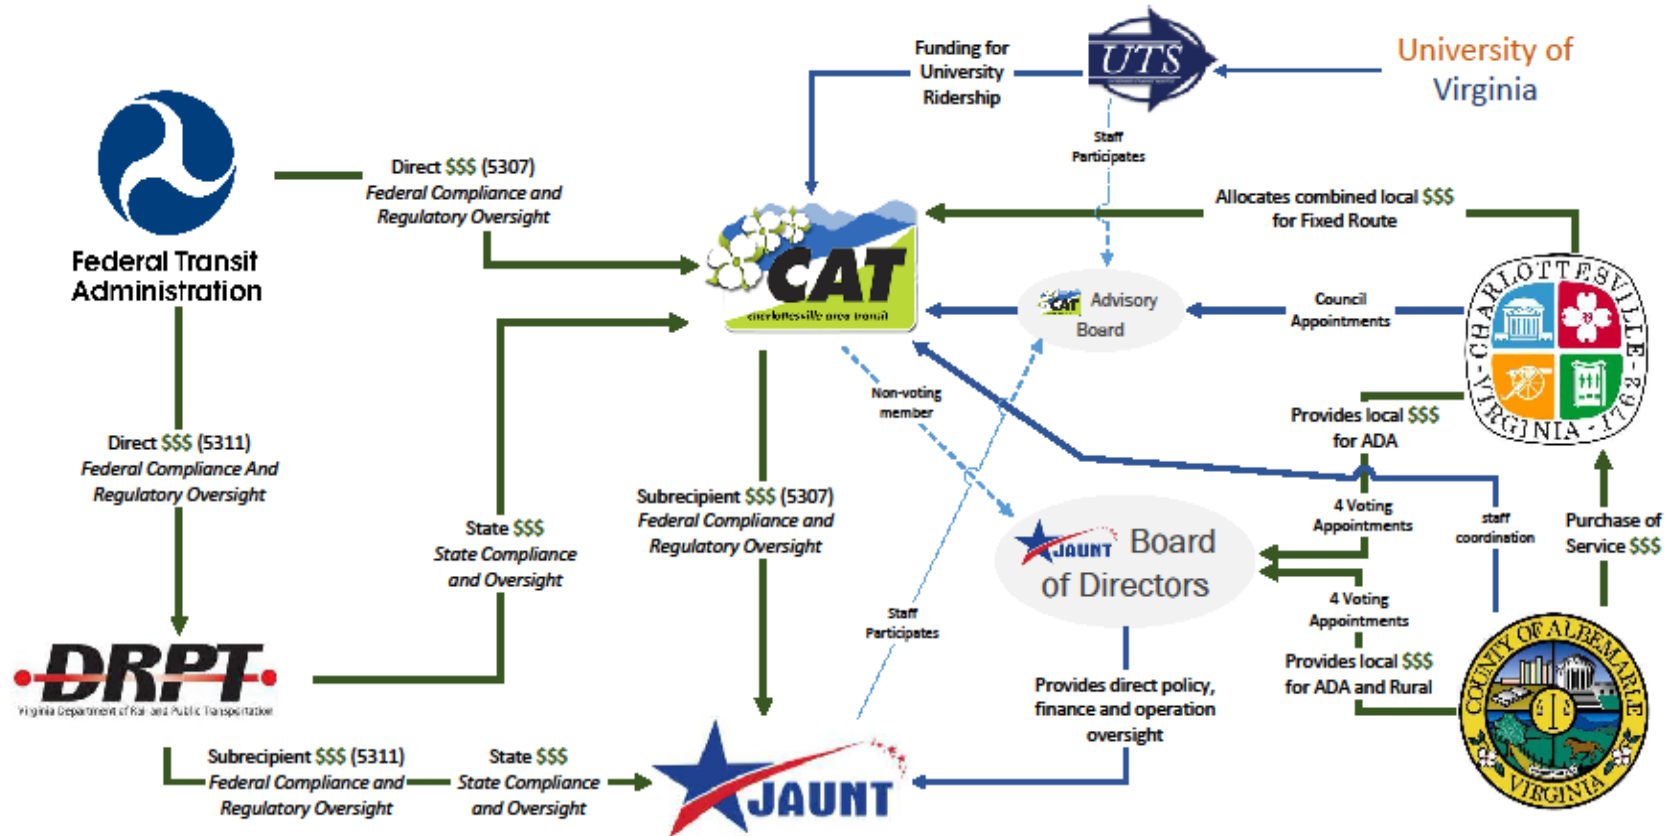 UTS
University of
Virginia
Funding for
University
Ridership
Staff
Participates
Federal Transit
Administration
Direct $$$ (5307)
Federal Compliance and
Regulatory Oversight
CAT
charlottesville area transit
Allocates combined local $$$
for Fixed Route
CAT Advisory
Board
Council
Appointments
CHARLOTTESVILLE
VIRGINIA - 1762
Non-voting
member
Provides local $$$
for ADA
Direct $$$ (5311)
Federal Compliance And
Regulatory Oversight
State $$$
State Compliance
and Oversight
Subrecipient $$$ (5307)
Federal Compliance and
Regulatory Oversight
4 Voting
Appointments
staff
coordination
Purchase of
Service $$$
JAUNT Board
of Directors
4 Voting
Appointments
Staff
Participates
Provides local $$$
for ADA and Rural
COUNTY OF ALBEMARLE
VIRGINIA
DRPT
Virginia Department of Rail and Public Transportation
Provides direct policy,
finance and operation
oversight
Subrecipient $$$ (5311)
Federal Compliance and
Regulatory Oversight
State $$$
State Compliance
and Oversight
JAUNT